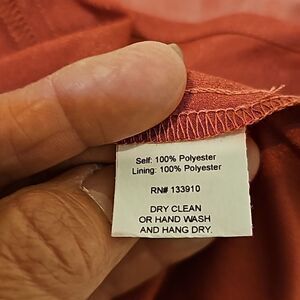 Self: 100% Polyester
Lining: 100% Polyester
RN# 133910
DRY CLEAN
OR HAND WASH
AND HANG DRY.